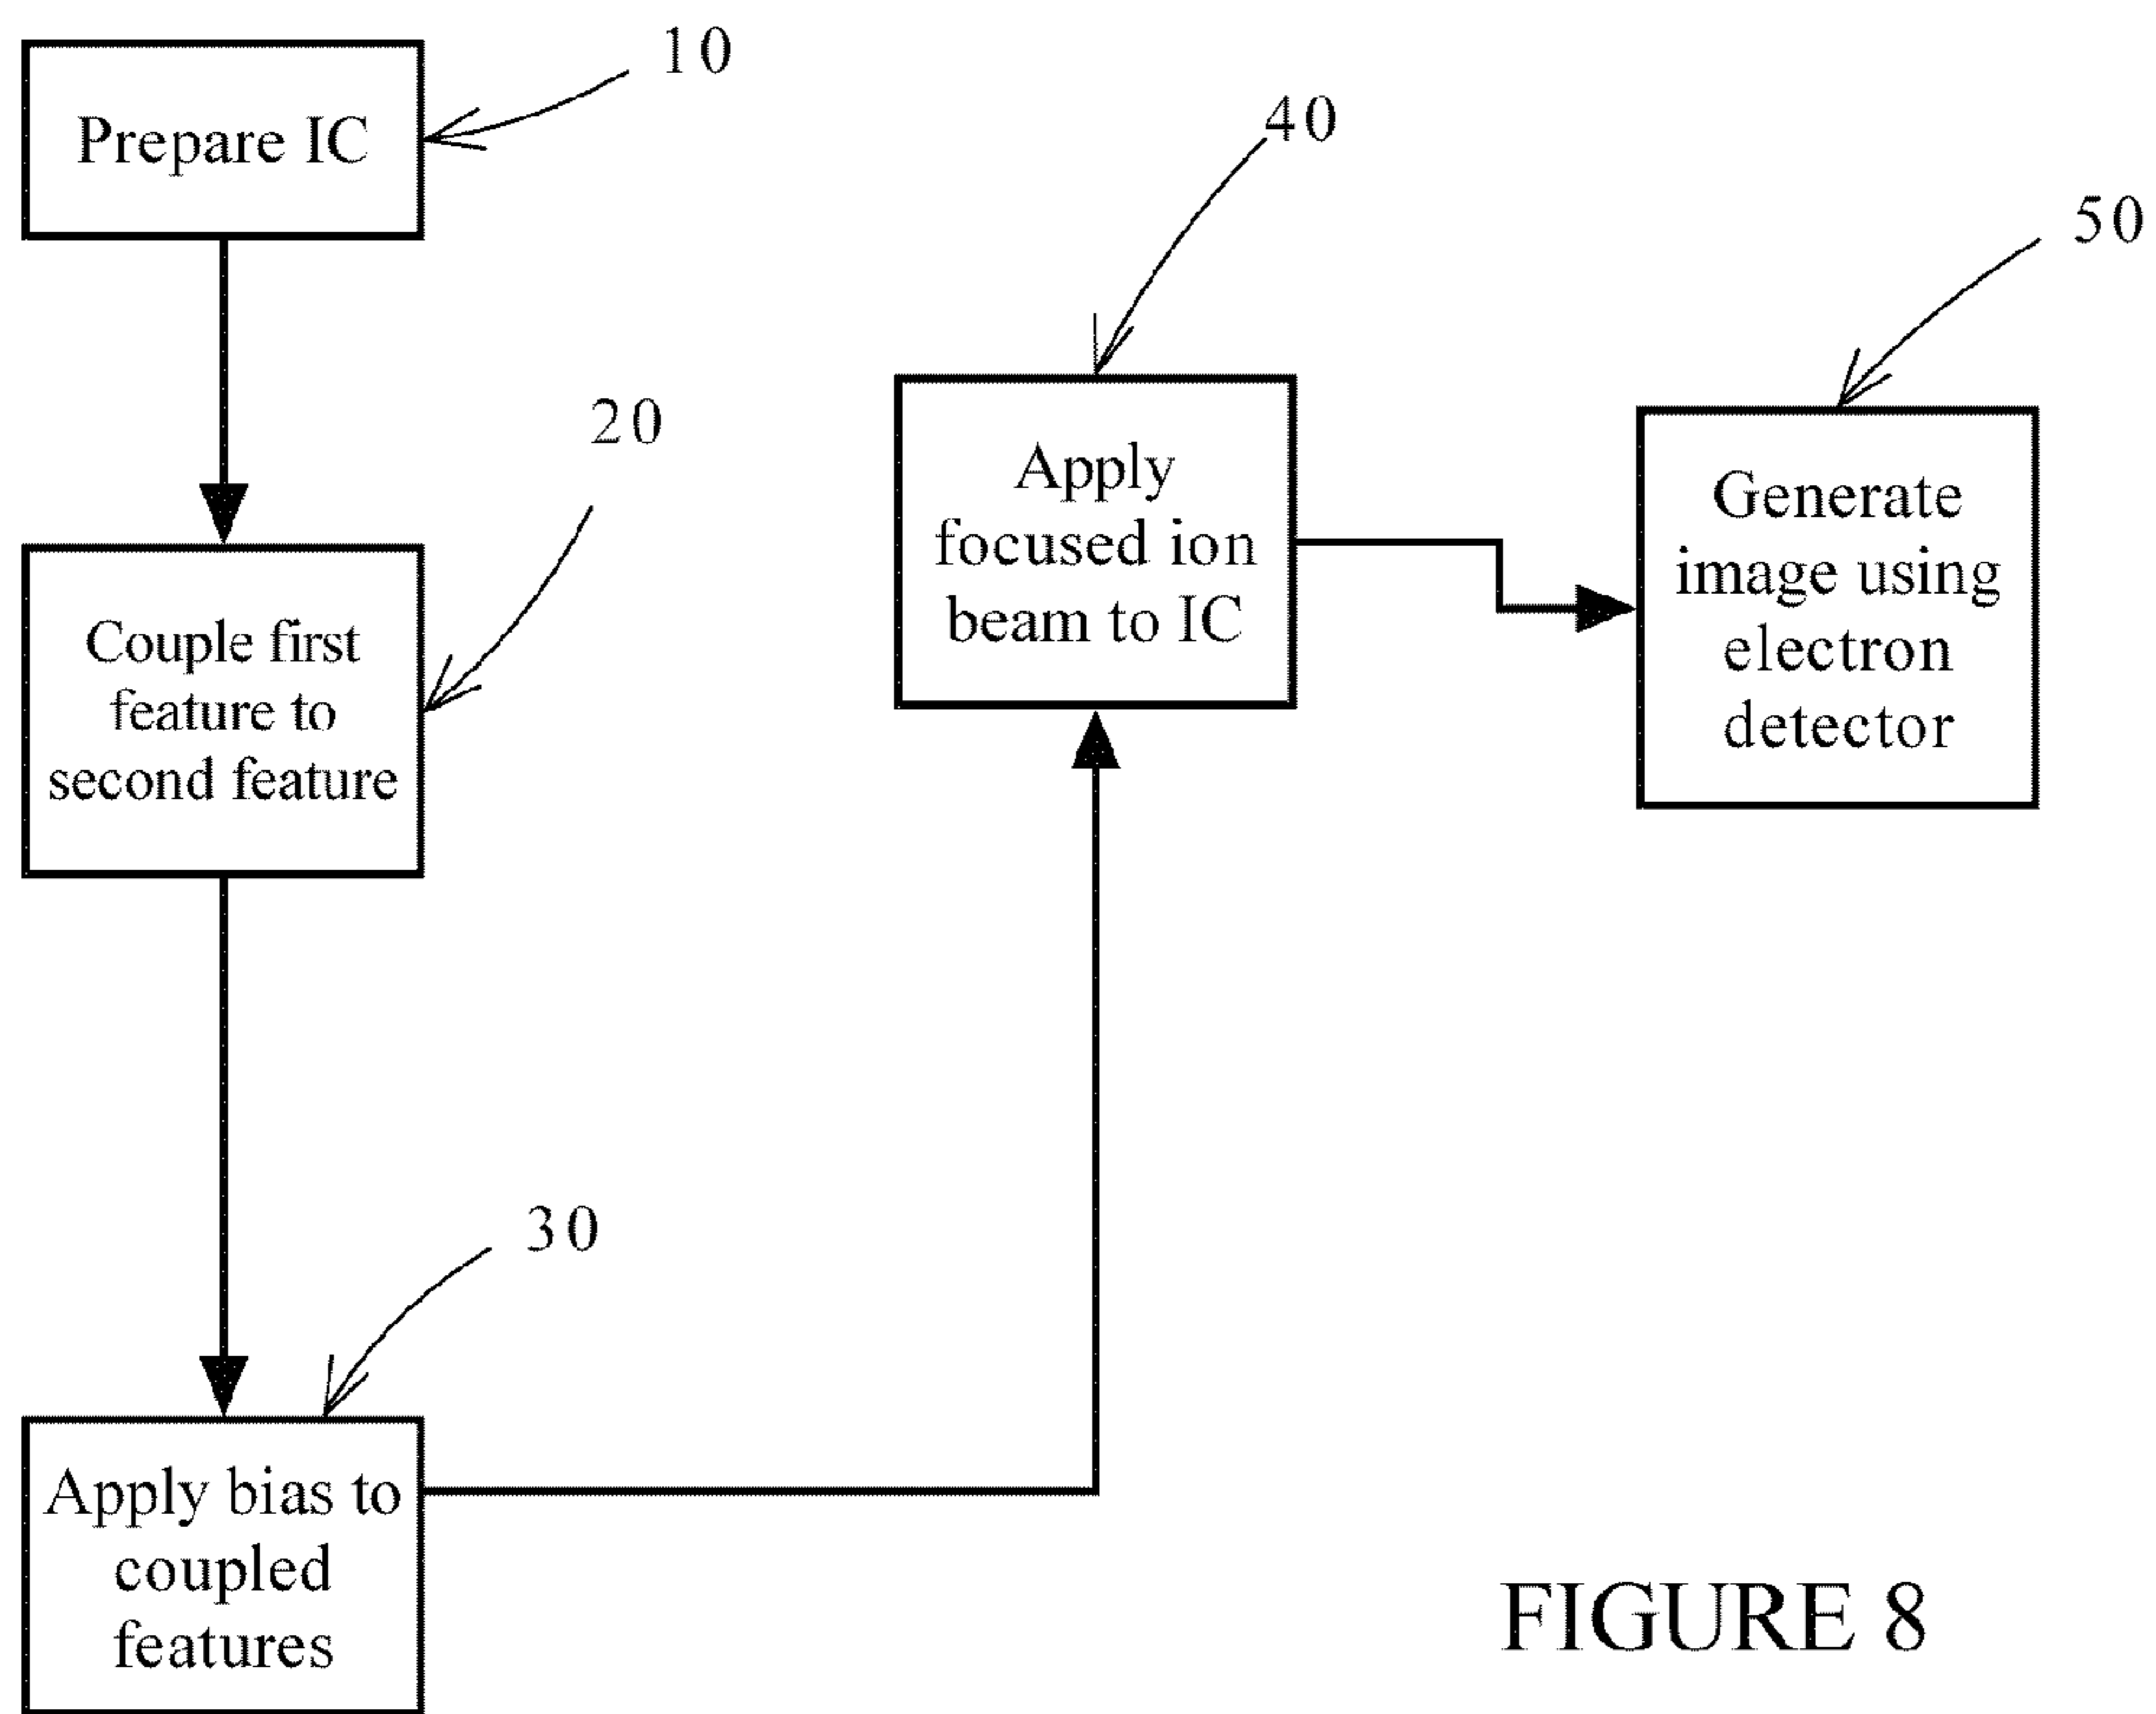 10
Prepare IC
20
Couple first
feature to
second feature
30
Apply bias to
coupled
features
40
Apply
focused ion
beam to IC
50
Generate
image using
electron
detector
FIGURE 8